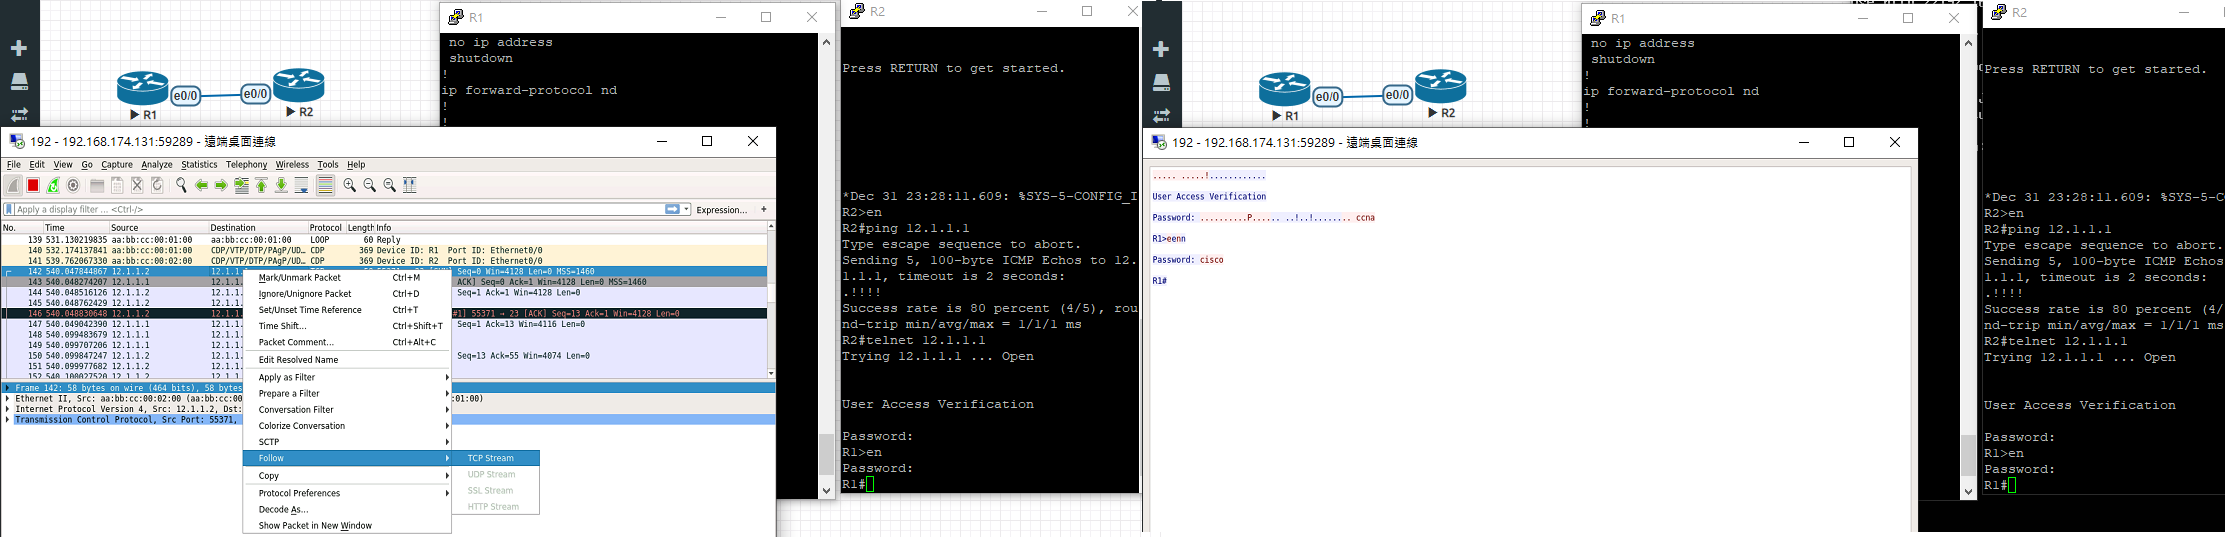 R1
no ip address
shutdown
!
ip forward-protocol nd
!
!
e0/0
e0/0
R1
R2
192 - 192.168.174.131:59289 - 遠端桌面連線
File Edit View Go Capture Analyze Statistics Telephony Wireless Tools Help
Apply a display filter ... <Ctrl-/>
Expression... +
No. Time Source Destination Protocol Length Info
139 531.130219835 aa:bb:cc:00:01:00 aa:bb:cc:00:01:00 LOOP 60 Reply
140 532.174137841 aa:bb:cc:00:01:00 CDP/VTP/DTP/PAgP/UD... CDP 369 Device ID: R1 Port ID: Ethernet0/0
141 539.762067330 aa:bb:cc:00:02:00 CDP/VTP/DTP/PAgP/UD... CDP 369 Device ID: R2 Port ID: Ethernet0/0
142 540.047844867 12.1.1.2 12.1.1. Seq=0 Win=4128 Len=0 MSS=1460
143 540.048274207 12.1.1.1 12.1.1. ACK] Seq=0 Ack=1 Win=4128 Len=0 MSS=1460
144 540.048516126 12.1.1.2 12.1.1. Seq=1 Ack=1 Win=4128 Len=0
145 540.048762429 12.1.1.2 12.1.1.
146 540.048830648 12.1.1.2 12.1.1. #1] 55371 → 23 [ACK] Seq=13 Ack=1 Win=4128 Len=0
147 540.049042390 12.1.1.1 12.1.1. Seq=1 Ack=13 Win=4116 Len=0
148 540.099483679 12.1.1.1 12.1.1.
149 540.099707206 12.1.1.1 12.1.1.
150 540.099847247 12.1.1.2 12.1.1. Seq=13 Ack=55 Win=4074 Len=0
151 540.099977682 12.1.1.2 12.1.1.
152 540.100027520 12.1.1.2 12.1.1.
Frame 142: 58 bytes on wire (464 bits), 58 bytes
Ethernet II, Src: aa:bb:cc:00:02:00 (aa:bb:cc:00 :01:00)
Internet Protocol Version 4, Src: 12.1.1.2, Dst:
Transmission Control Protocol, Src Port: 55371,
Mark/Unmark Packet Ctrl+M
Ignore/Unignore Packet Ctrl+D
Set/Unset Time Reference Ctrl+T
Time Shift... Ctrl+Shift+T
Packet Comment... Ctrl+Alt+C
Edit Resolved Name
Apply as Filter
Prepare a Filter
Conversation Filter
Colorize Conversation
SCTP
Follow
Copy
Protocol Preferences
Decode As...
Show Packet in New Window
TCP Stream
UDP Stream
SSL Stream
HTTP Stream
R2
Press RETURN to get started.
*Dec 31 23:28:11.609: %SYS-5-CONFIG_I
R2>en
R2#ping 12.1.1.1
Type escape sequence to abort.
Sending 5, 100-byte ICMP Echos to 12.
1.1.1, timeout is 2 seconds:
.!!!!
Success rate is 80 percent (4/5), rou
nd-trip min/avg/max = 1/1/1 ms
R2#telnet 12.1.1.1
Trying 12.1.1.1 ... Open
User Access Verification
Password:
R1>en
Password:
R1#
R1
no ip address
shutdown
!
ip forward-protocol nd
!
!
e0/0
e0/0
R1
R2
192 - 192.168.174.131:59289 - 遠端桌面連線
..... .....!............
User Access Verification
Password: ..........P...... ..!..!........ ccna
R1>eenn
Password: cisco
R1#
R2
Press RETURN to get started.
*Dec 31 23:28:11.609: %SYS-5-C
R2>en
R2#ping 12.1.1.1
Type escape sequence to abort.
Sending 5, 100-byte ICMP Echos
1.1.1, timeout is 2 seconds:
.!!!!
Success rate is 80 percent (4/
nd-trip min/avg/max = 1/1/1 ms
R2#telnet 12.1.1.1
Trying 12.1.1.1 ... Open
User Access Verification
Password:
R1>en
Password:
R1#